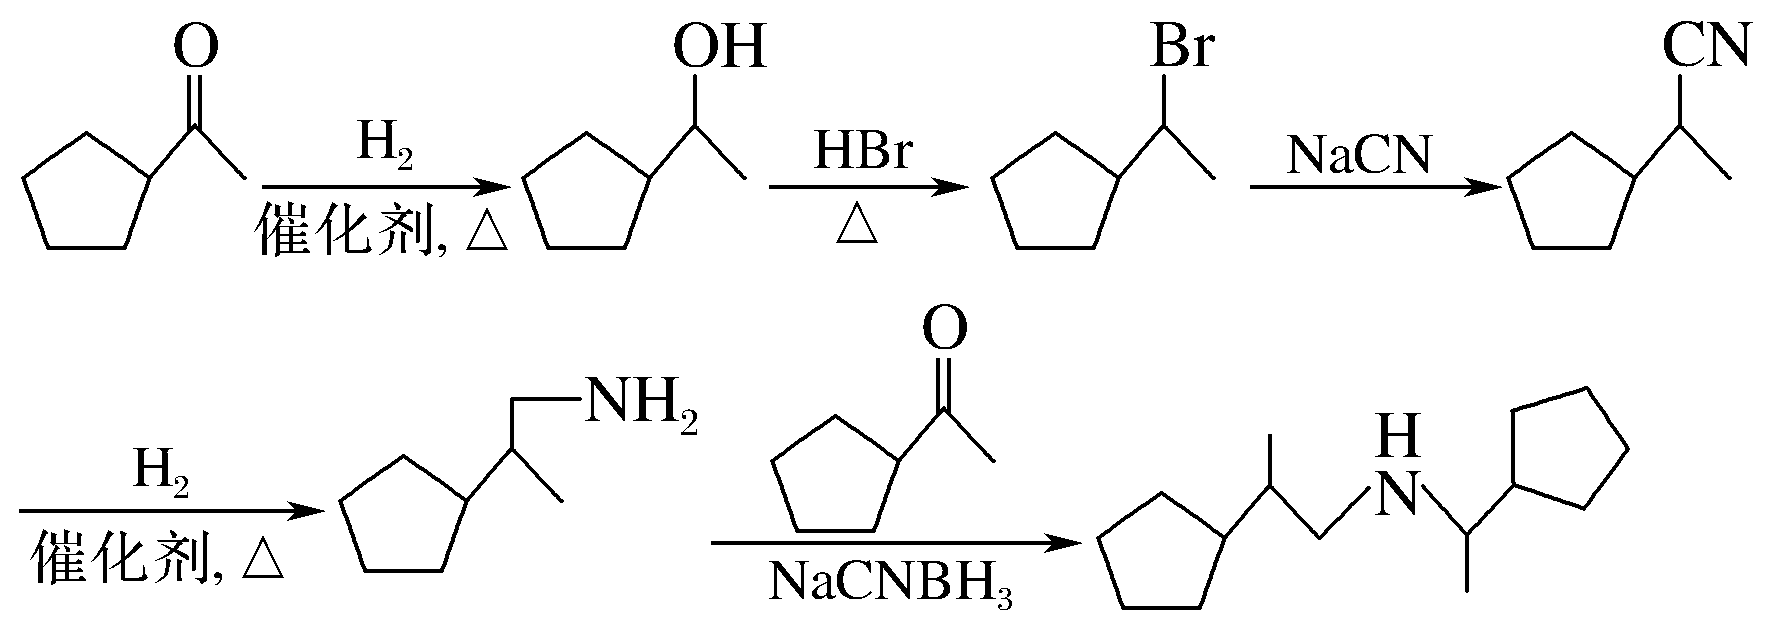 O OH Br CN
H₂ HBr NaCN
催化剂, △ △
O
NH₂ H
H₂ N
催化剂, △ NaCNBH₃